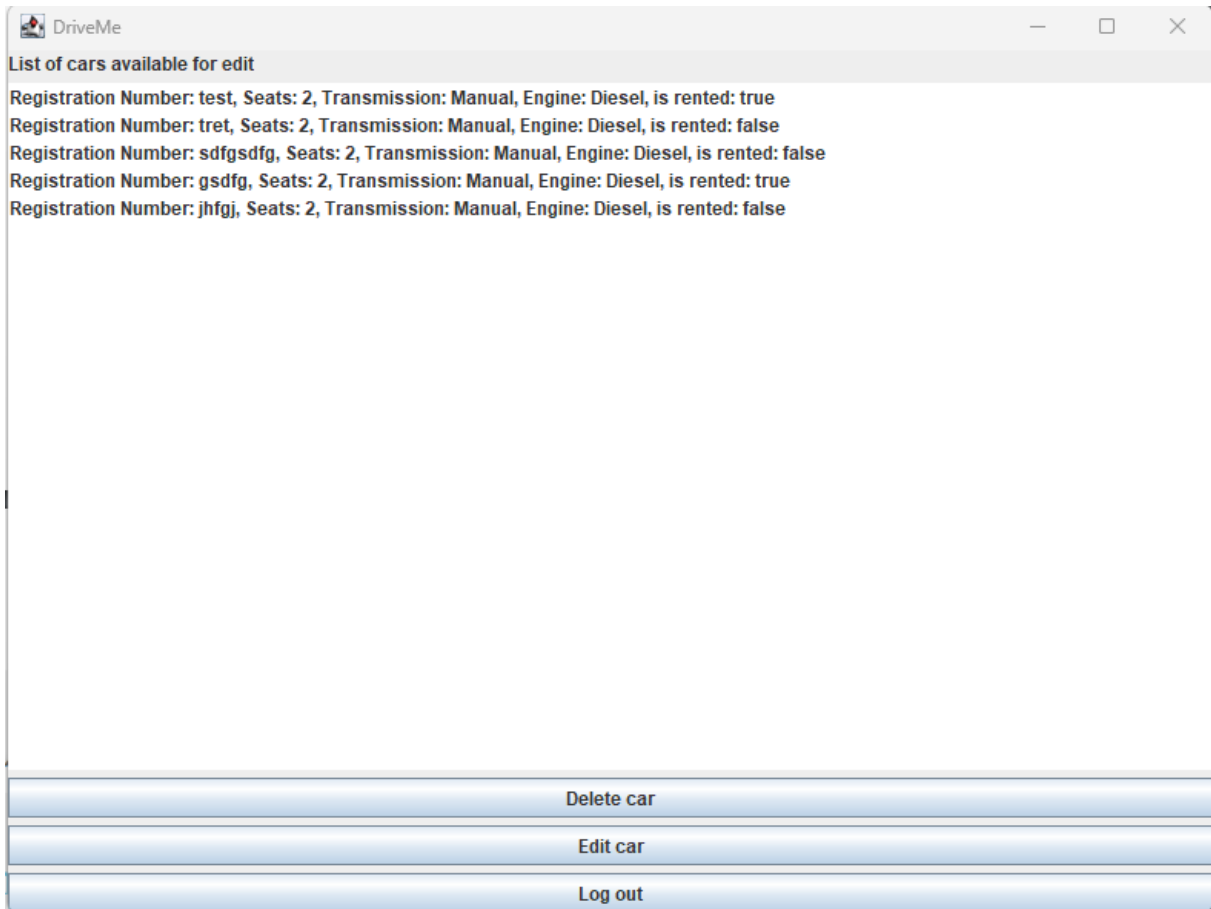 DriveMe
List of cars available for edit
Registration Number: test, Seats: 2, Transmission: Manual, Engine: Diesel, is rented: true
Registration Number: tret, Seats: 2, Transmission: Manual, Engine: Diesel, is rented: false
Registration Number: sdfgsdfg, Seats: 2, Transmission: Manual, Engine: Diesel, is rented: false
Registration Number: gsdfg, Seats: 2, Transmission: Manual, Engine: Diesel, is rented: true
Registration Number: jhfgj, Seats: 2, Transmission: Manual, Engine: Diesel, is rented: false
Delete car
Edit car
Log out